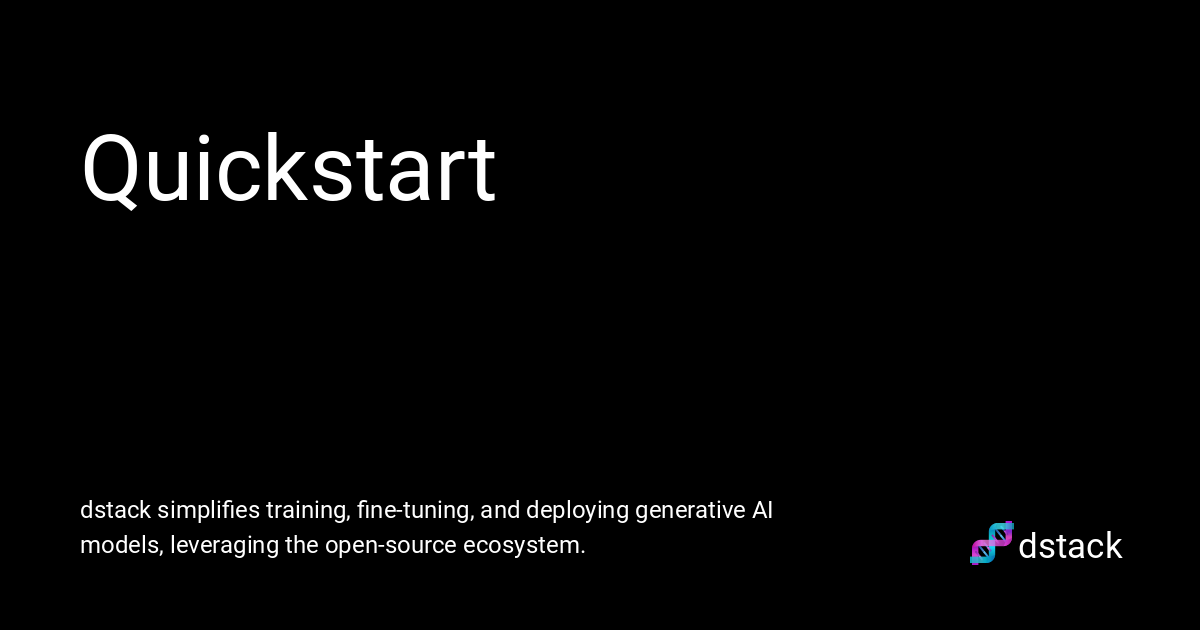 Quickstart
dstack simplifies training, fine-tuning, and deploying generative AI
models, leveraging the open-source ecosystem.
dstack